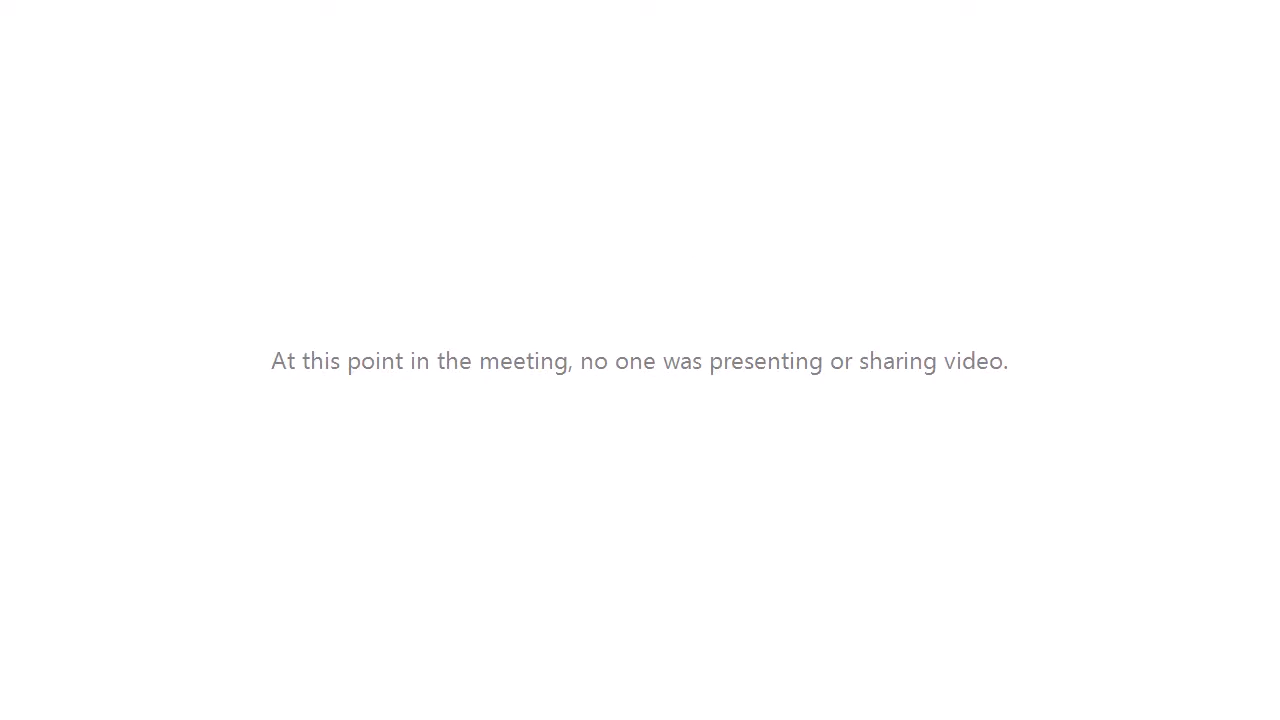 At this point in the meeting, no one was presenting or sharing video.